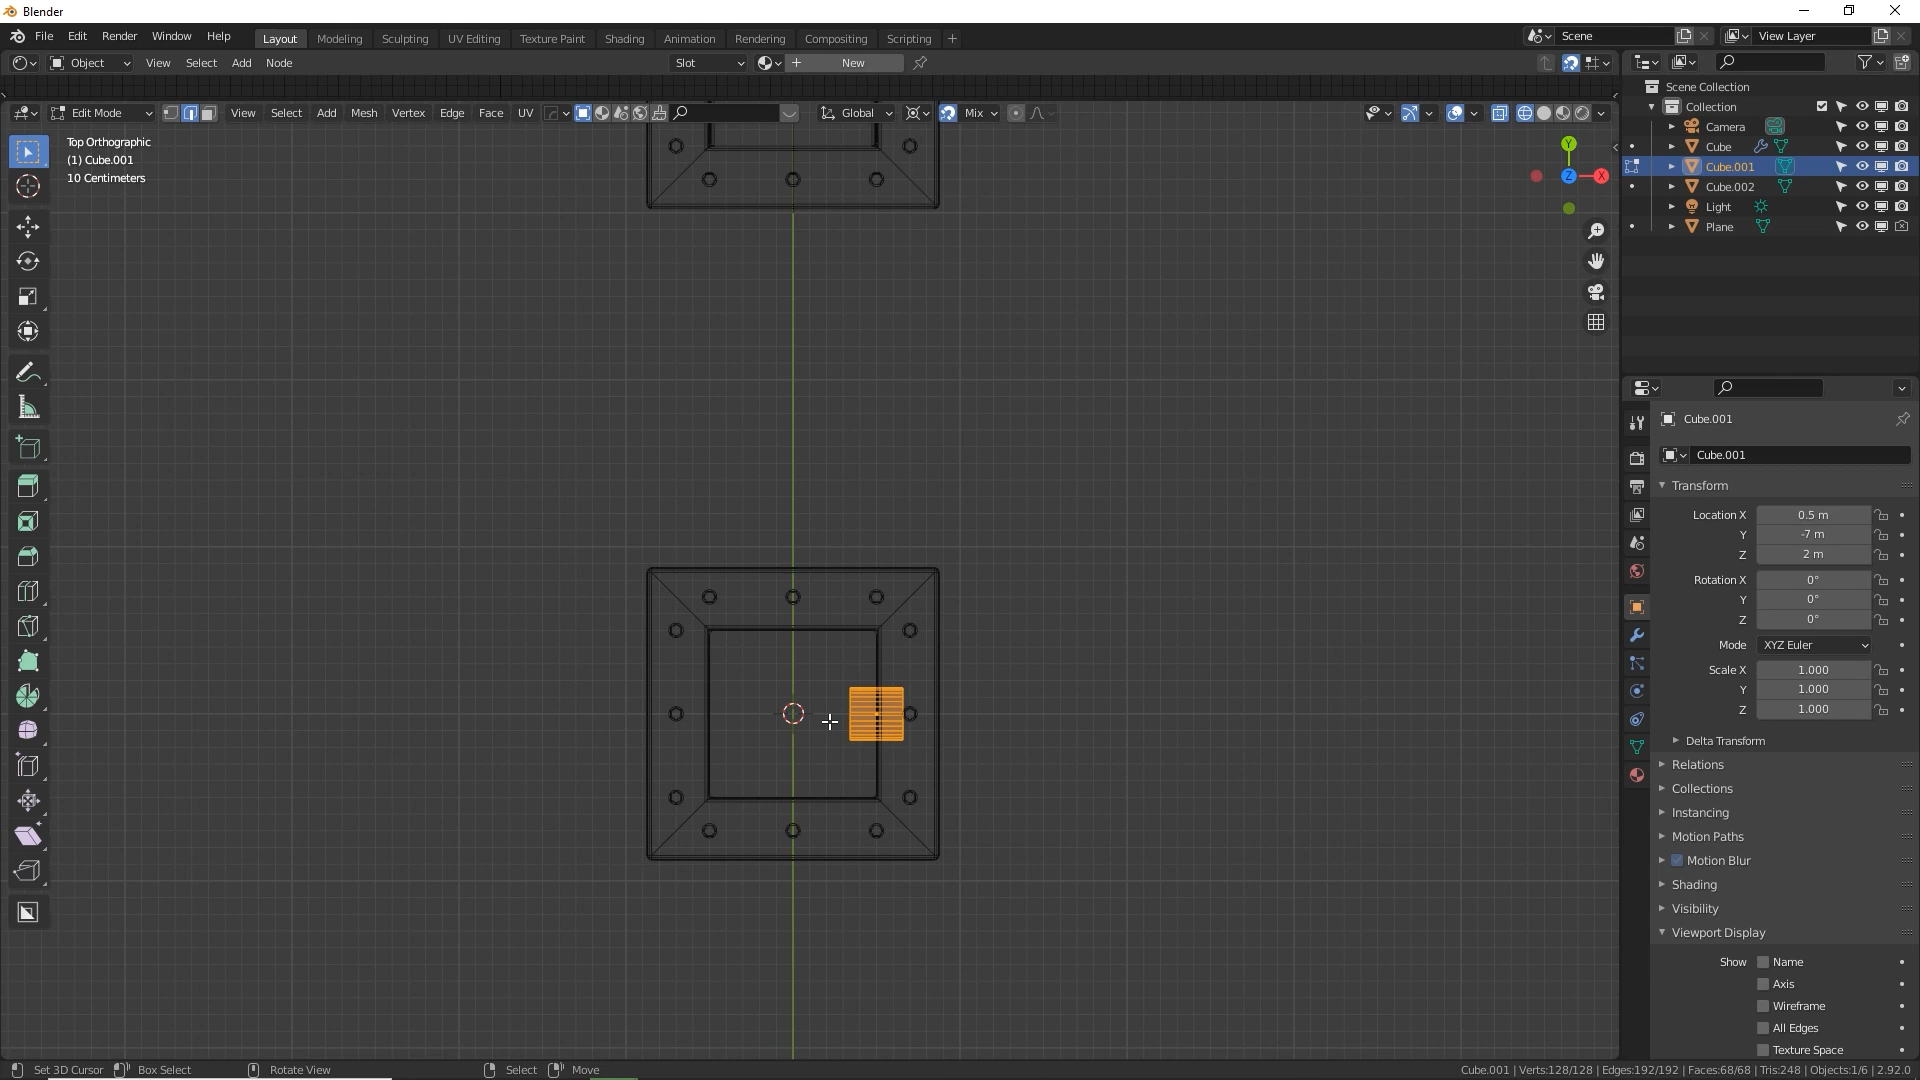 Blender
File Edit Render Window Help
Layout Modeling Sculpting UV Editing Texture Paint Shading Animation Rendering Compositing Scripting
Scene
View Layer
Object View Select Add Node
Slot
New
Edit Mode View Select Add Mesh Vertex Edge Face UV
Global
Mix
Top Orthographic
(1) Cube.001
10 Centimeters
Y
X
Z
Scene Collection
Collection
Camera
Cube
Cube.001
Cube.002
Light
Plane
Cube.001
Cube.001
Transform
Location X 0.5 m
Y -7 m
Z 2 m
Rotation X 0°
Y 0°
Z 0°
Mode XYZ Euler
Scale X 1.000
Y 1.000
Z 1.000
Delta Transform
Relations
Collections
Instancing
Motion Paths
Motion Blur
Shading
Visibility
Viewport Display
Show Name
Axis
Wireframe
All Edges
Texture Space
Set 3D Cursor Box Select Rotate View Select Move
Cube.001 | Verts:128/128 | Edges:192/192 | Faces:68/68 | Tris:248 | Objects:1/6 | 2.92.0